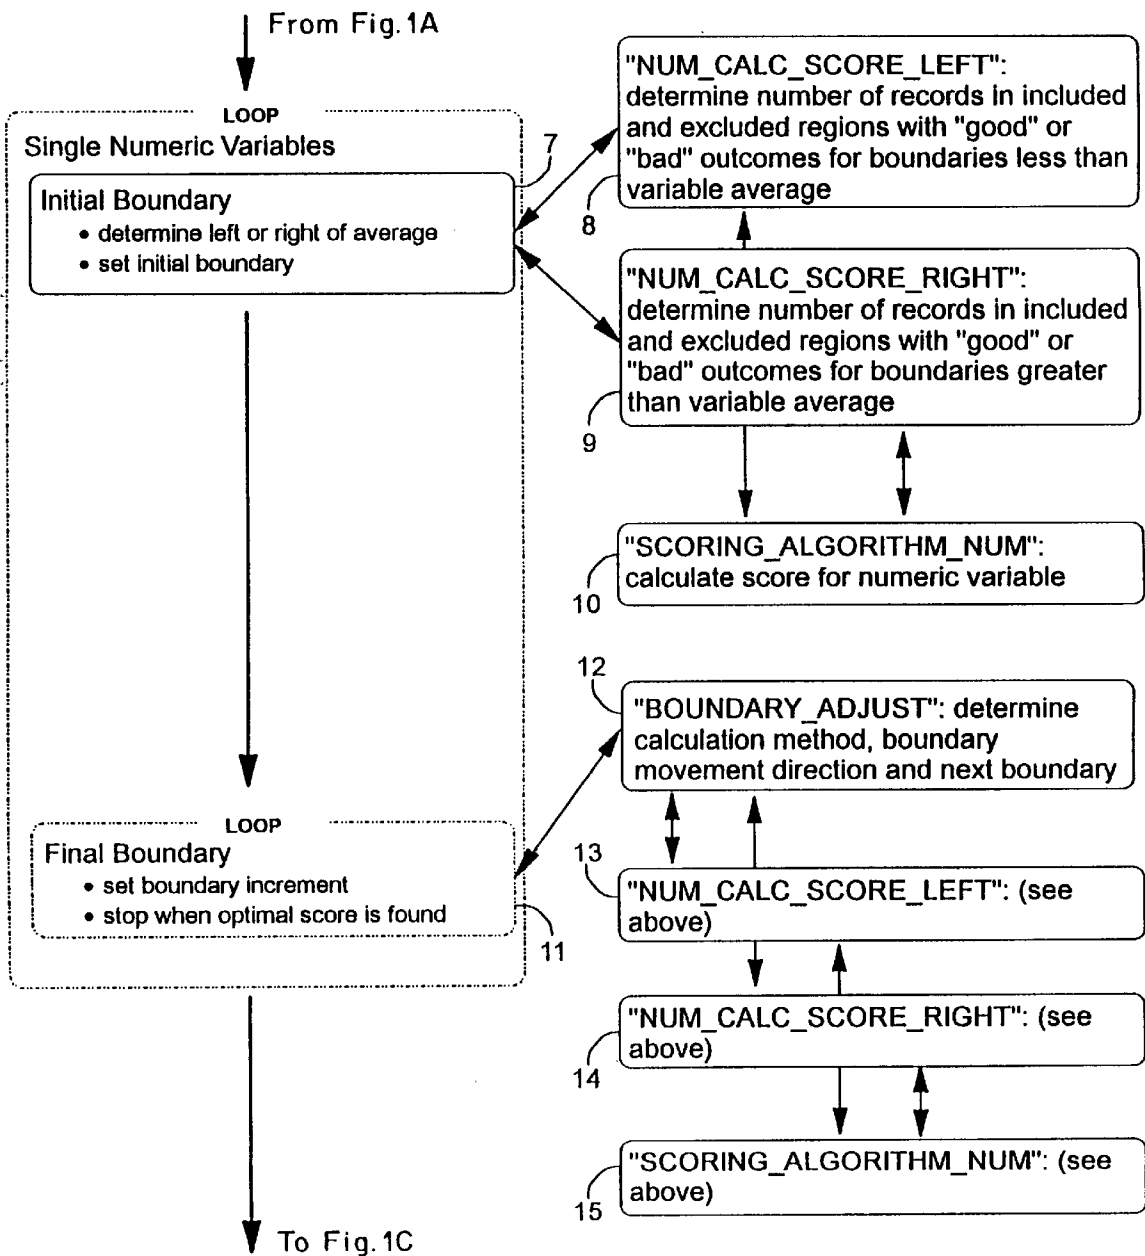 From Fig.1A
LOOP
Single Numeric Variables
7
Initial Boundary
• determine left or right of average
• set initial boundary
"NUM_CALC_SCORE_LEFT":
determine number of records in included
and excluded regions with "good" or
"bad" outcomes for boundaries less than
variable average
8
"NUM_CALC_SCORE_RIGHT":
determine number of records in included
and excluded regions with "good" or
"bad" outcomes for boundaries greater
than variable average
9
"SCORING_ALGORITHM_NUM":
calculate score for numeric variable
10
12
"BOUNDARY_ADJUST": determine
calculation method, boundary
movement direction and next boundary
LOOP
Final Boundary
• set boundary increment
• stop when optimal score is found
11
13
"NUM_CALC_SCORE_LEFT": (see
above)
"NUM_CALC_SCORE_RIGHT": (see
above)
14
"SCORING_ALGORITHM_NUM": (see
above)
15
To Fig.1C